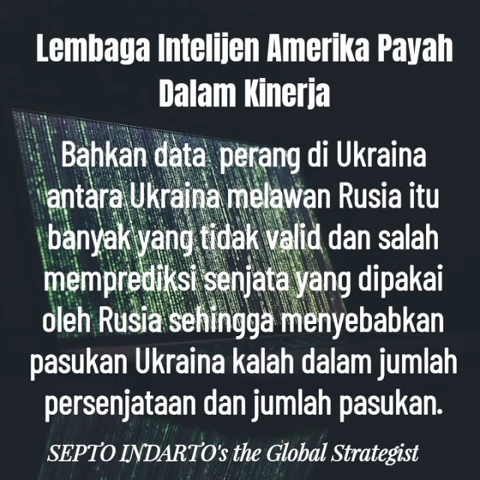 Lembaga Intelijen Amerika Payah
Dalam Kinerja
Bahkan data perang di Ukraina
antara Ukraina melawan Rusia itu
banyak yang tidak valid dan salah
memprediksi senjata yang dipakai
oleh Rusia sehingga menyebabkan
pasukan Ukraina kalah dalam jumlah
persenjataan dan jumlah pasukan.
SEPTO INDARTO's the Global Strategist